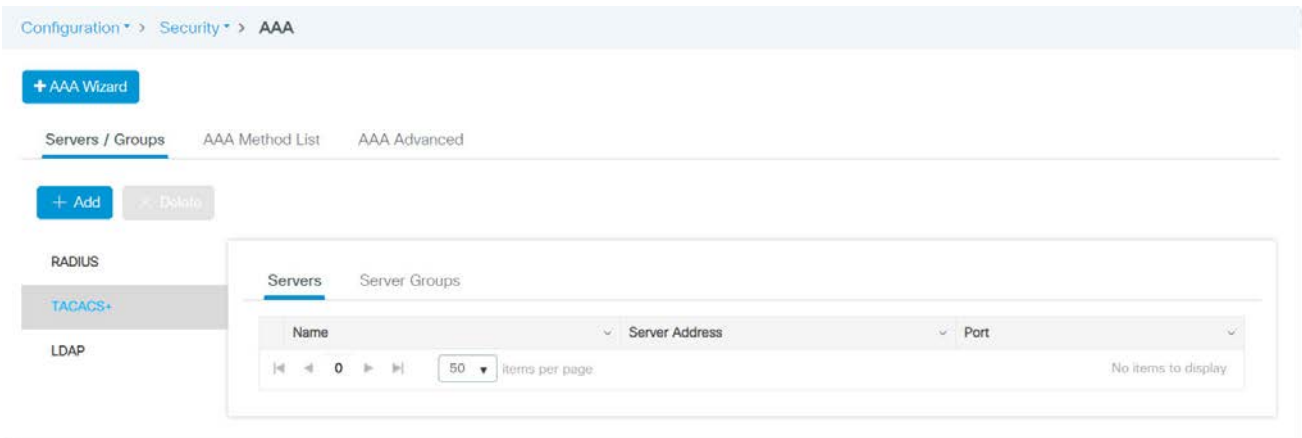 Configuration > Security > AAA
+ AAA Wizard
Servers / Groups AAA Method List AAA Advanced
+ Add × Delete
RADIUS
TACACS+
LDAP
Servers Server Groups
Name Server Address Port
0 50 items per page No items to display